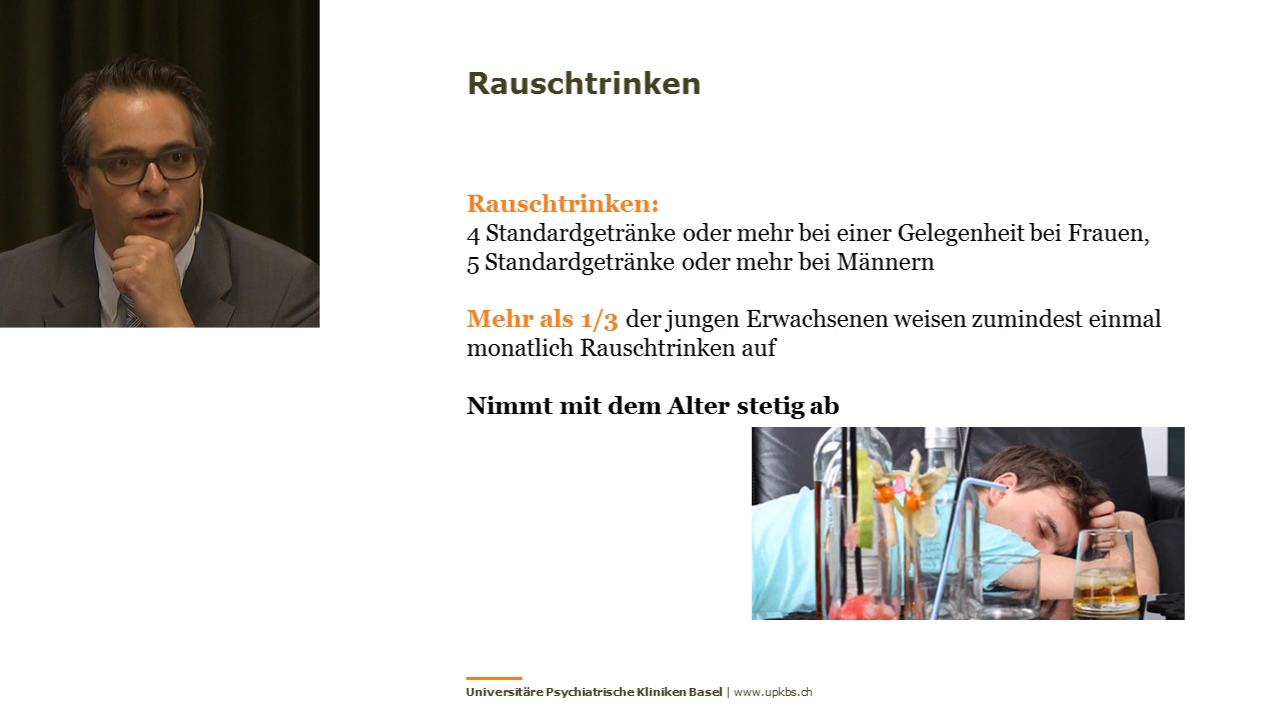 Rauschtrinken
Rauschtrinken:
4 Standardgetränke oder mehr bei einer Gelegenheit bei Frauen,
5 Standardgetränke oder mehr bei Männern
Mehr als 1/3 der jungen Erwachsenen weisen zumindest einmal
monatlich Rauschtrinken auf
Nimmt mit dem Alter stetig ab
Universitäre Psychiatrische Kliniken Basel | www.upkbs.ch